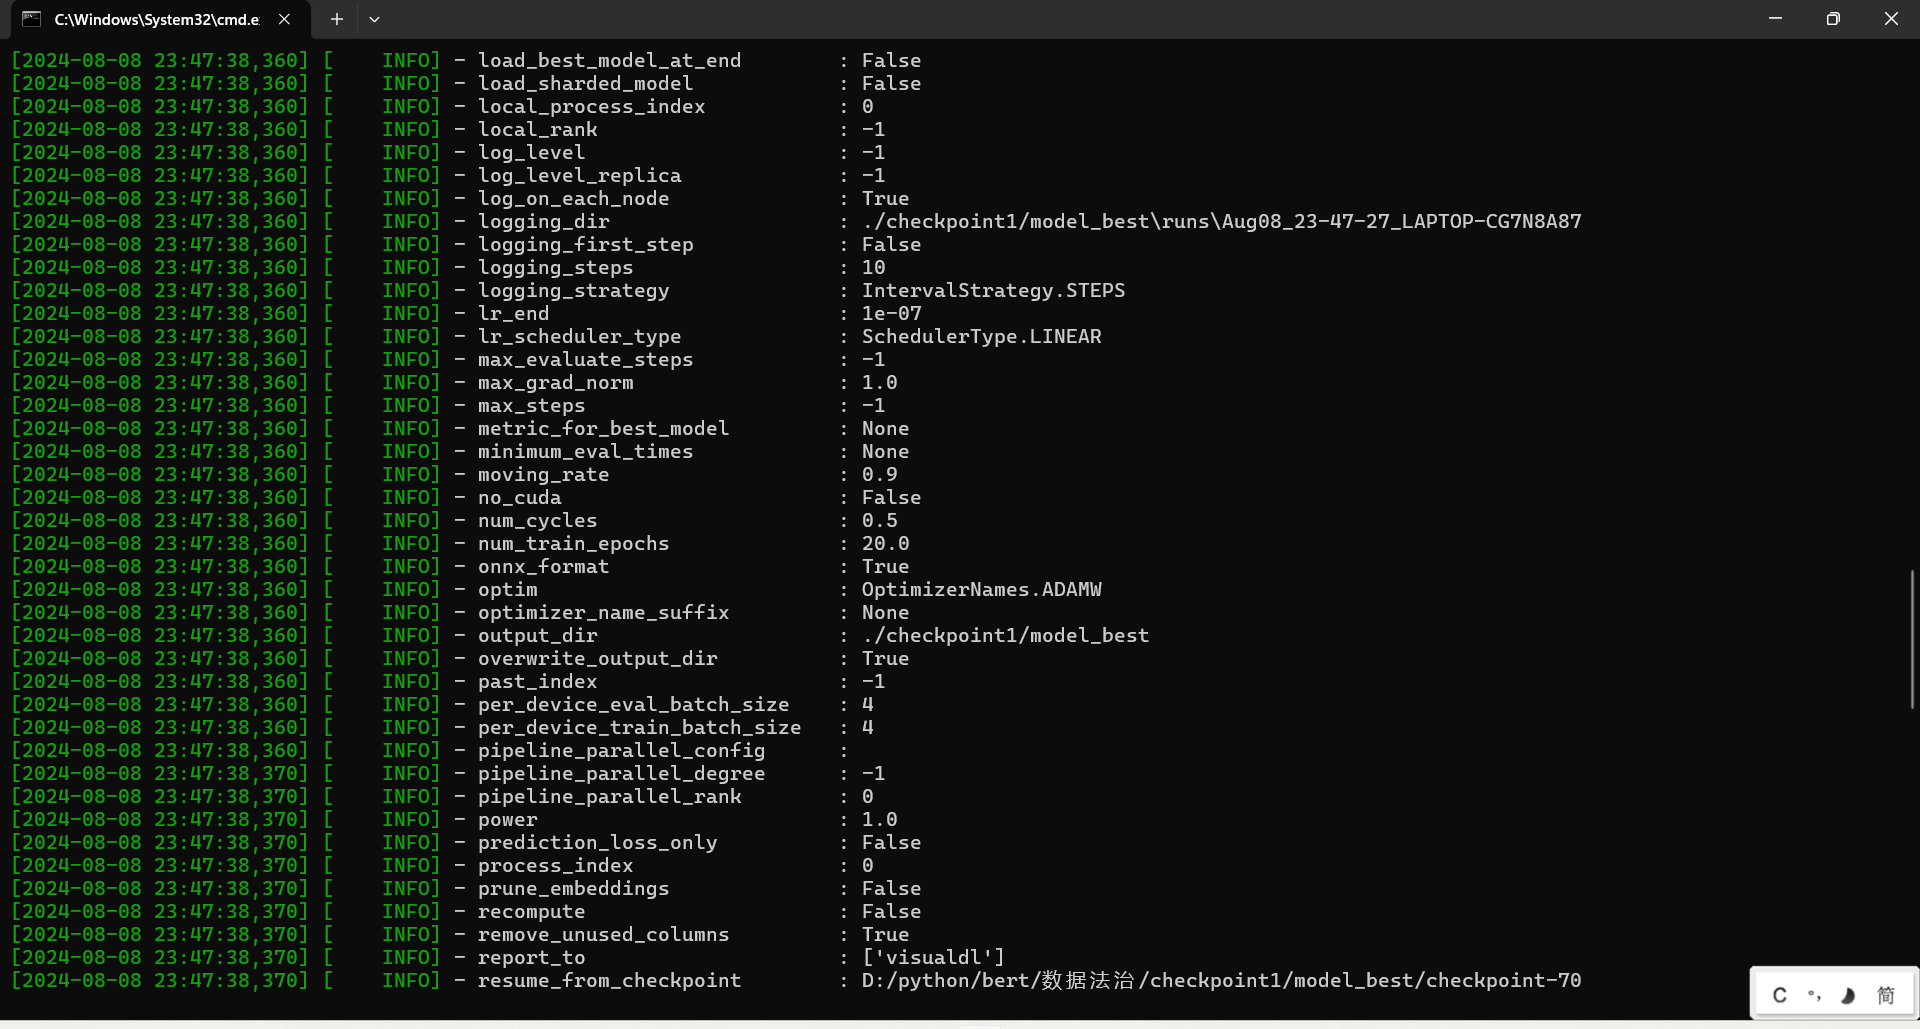 C:\Windows\System32\cmd.e
[2024-08-08 23:47:38,360] [    INFO] - load_best_model_at_end        : False
[2024-08-08 23:47:38,360] [    INFO] - load_sharded_model            : False
[2024-08-08 23:47:38,360] [    INFO] - local_process_index           : 0
[2024-08-08 23:47:38,360] [    INFO] - local_rank                    : -1
[2024-08-08 23:47:38,360] [    INFO] - log_level                     : -1
[2024-08-08 23:47:38,360] [    INFO] - log_level_replica             : -1
[2024-08-08 23:47:38,360] [    INFO] - log_on_each_node              : True
[2024-08-08 23:47:38,360] [    INFO] - logging_dir                   : ./checkpoint1/model_best\runs\Aug08_23-47-27_LAPTOP-CG7N8A87
[2024-08-08 23:47:38,360] [    INFO] - logging_first_step            : False
[2024-08-08 23:47:38,360] [    INFO] - logging_steps                 : 10
[2024-08-08 23:47:38,360] [    INFO] - logging_strategy              : IntervalStrategy.STEPS
[2024-08-08 23:47:38,360] [    INFO] - lr_end                        : 1e-07
[2024-08-08 23:47:38,360] [    INFO] - lr_scheduler_type             : SchedulerType.LINEAR
[2024-08-08 23:47:38,360] [    INFO] - max_evaluate_steps            : -1
[2024-08-08 23:47:38,360] [    INFO] - max_grad_norm                 : 1.0
[2024-08-08 23:47:38,360] [    INFO] - max_steps                     : -1
[2024-08-08 23:47:38,360] [    INFO] - metric_for_best_model         : None
[2024-08-08 23:47:38,360] [    INFO] - minimum_eval_times            : None
[2024-08-08 23:47:38,360] [    INFO] - moving_rate                   : 0.9
[2024-08-08 23:47:38,360] [    INFO] - no_cuda                       : False
[2024-08-08 23:47:38,360] [    INFO] - num_cycles                    : 0.5
[2024-08-08 23:47:38,360] [    INFO] - num_train_epochs              : 20.0
[2024-08-08 23:47:38,360] [    INFO] - onnx_format                   : True
[2024-08-08 23:47:38,360] [    INFO] - optim                         : OptimizerNames.ADAMW
[2024-08-08 23:47:38,360] [    INFO] - optimizer_name_suffix         : None
[2024-08-08 23:47:38,360] [    INFO] - output_dir                    : ./checkpoint1/model_best
[2024-08-08 23:47:38,360] [    INFO] - overwrite_output_dir          : True
[2024-08-08 23:47:38,360] [    INFO] - past_index                    : -1
[2024-08-08 23:47:38,360] [    INFO] - per_device_eval_batch_size    : 4
[2024-08-08 23:47:38,360] [    INFO] - per_device_train_batch_size   : 4
[2024-08-08 23:47:38,360] [    INFO] - pipeline_parallel_config      :
[2024-08-08 23:47:38,370] [    INFO] - pipeline_parallel_degree      : -1
[2024-08-08 23:47:38,370] [    INFO] - pipeline_parallel_rank        : 0
[2024-08-08 23:47:38,370] [    INFO] - power                         : 1.0
[2024-08-08 23:47:38,370] [    INFO] - prediction_loss_only          : False
[2024-08-08 23:47:38,370] [    INFO] - process_index                 : 0
[2024-08-08 23:47:38,370] [    INFO] - prune_embeddings              : False
[2024-08-08 23:47:38,370] [    INFO] - recompute                     : False
[2024-08-08 23:47:38,370] [    INFO] - remove_unused_columns         : True
[2024-08-08 23:47:38,370] [    INFO] - report_to                     : ['visualdl']
[2024-08-08 23:47:38,370] [    INFO] - resume_from_checkpoint        : D:/python/bert/数据法治/checkpoint1/model_best/checkpoint-70
C °, 简